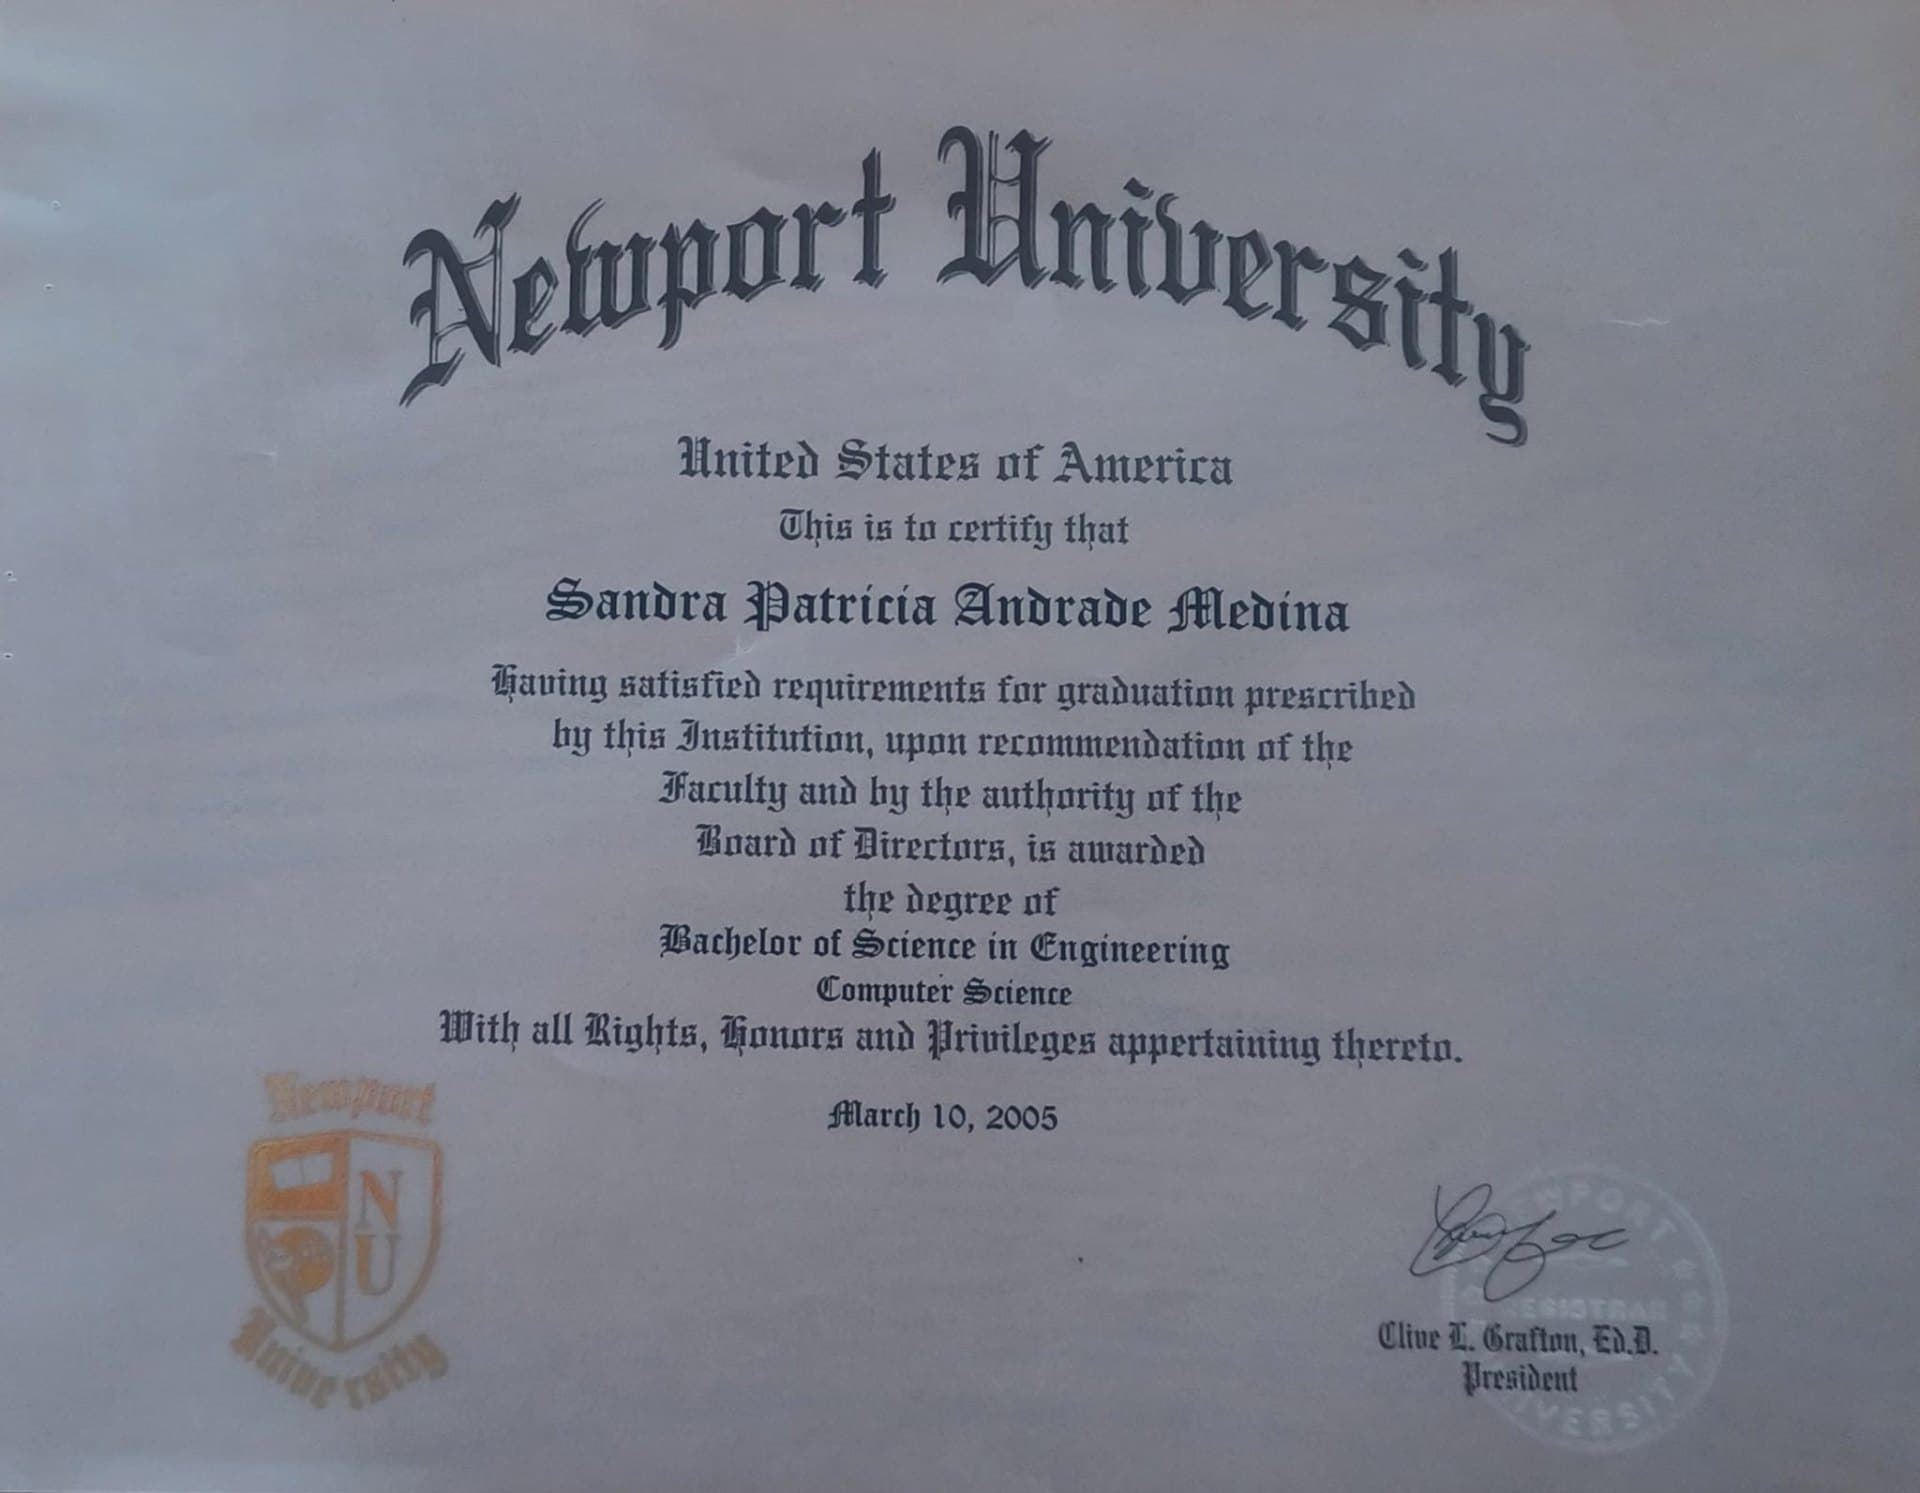 Newport University
United States of America
This is to certify that
Sandra Patricia Andrade Medina
Having satisfied requirements for graduation prescribed
by this Institution, upon recommendation of the
Faculty and by the authority of the
Board of Directors, is awarded
the degree of
Bachelor of Science in Engineering
Computer Science
With all Rights, Honors and Privileges appertaining thereto.
March 10, 2005
Newport
N
U
University
NEWPORT
REGISTRAR
UNIVERSITY
Clive L. Grafton, Ed.D.
President